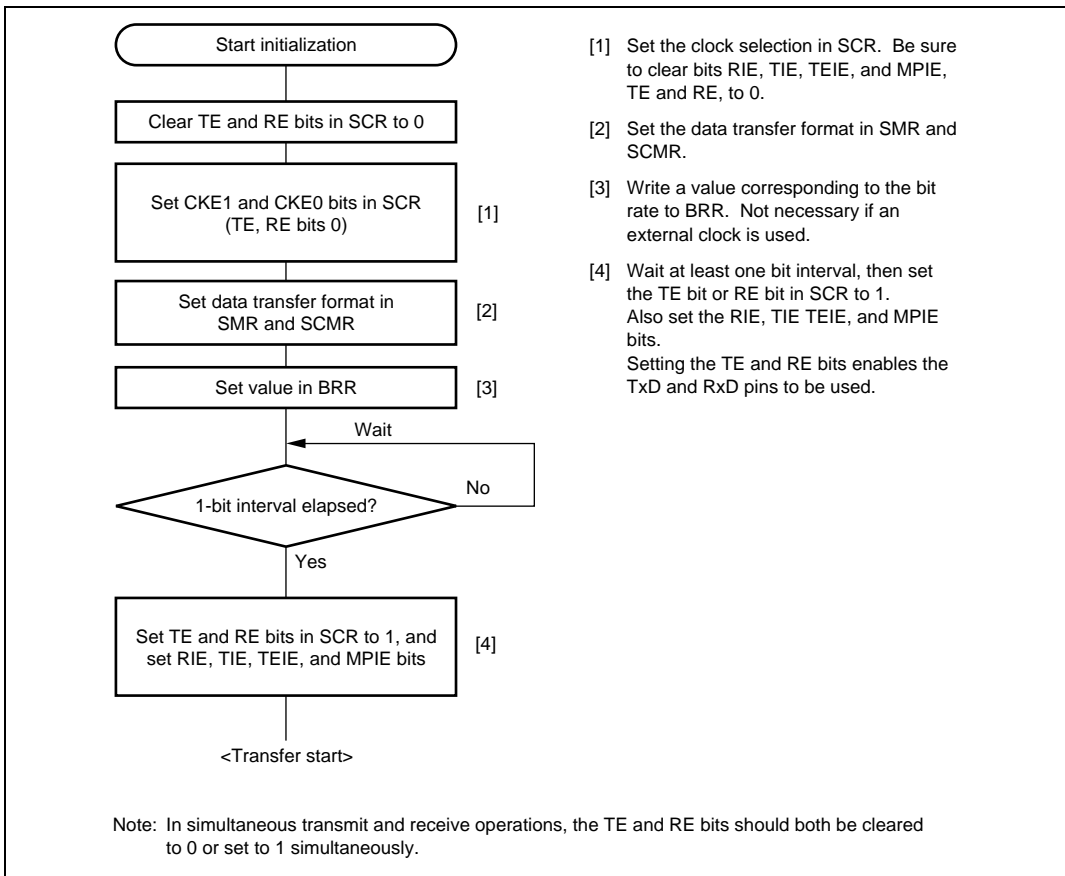 Start initialization
Clear TE and RE bits in SCR to 0
Set CKE1 and CKE0 bits in SCR
(TE, RE bits 0)
[1]
Set data transfer format in
SMR and SCMR
[2]
Set value in BRR
[3]
Wait
No
1-bit interval elapsed?
Yes
Set TE and RE bits in SCR to 1, and
set RIE, TIE, TEIE, and MPIE bits
[4]
<Transfer start>
[1] Set the clock selection in SCR. Be sure
to clear bits RIE, TIE, TEIE, and MPIE,
TE and RE, to 0.
[2] Set the data transfer format in SMR and
SCMR.
[3] Write a value corresponding to the bit
rate to BRR. Not necessary if an
external clock is used.
[4] Wait at least one bit interval, then set
the TE bit or RE bit in SCR to 1.
Also set the RIE, TIE TEIE, and MPIE
bits.
Setting the TE and RE bits enables the
TxD and RxD pins to be used.
Note: In simultaneous transmit and receive operations, the TE and RE bits should both be cleared
to 0 or set to 1 simultaneously.